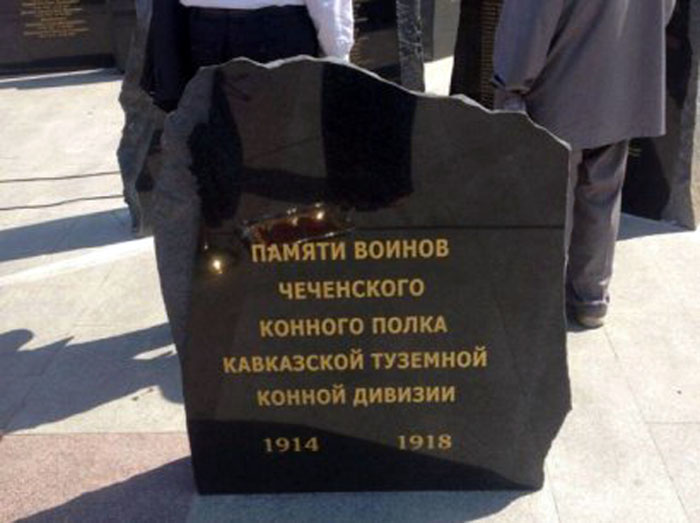 ПАМЯТИ ВОИНОВ
ЧЕЧЕНСКОГО
КОННОГО ПОЛКА
КАВКАЗСКОЙ ТУЗЕМНОЙ
КОННОЙ ДИВИЗИИ
1914 1918